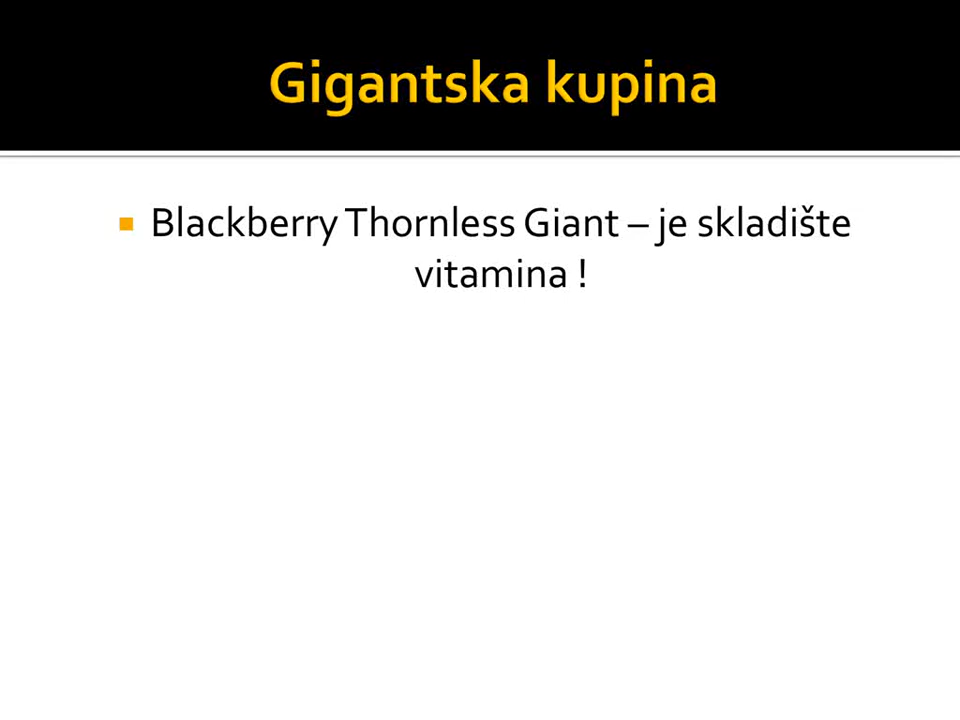 Gigantska kupina
Blackberry Thornless Giant – je skladište
vitamina !